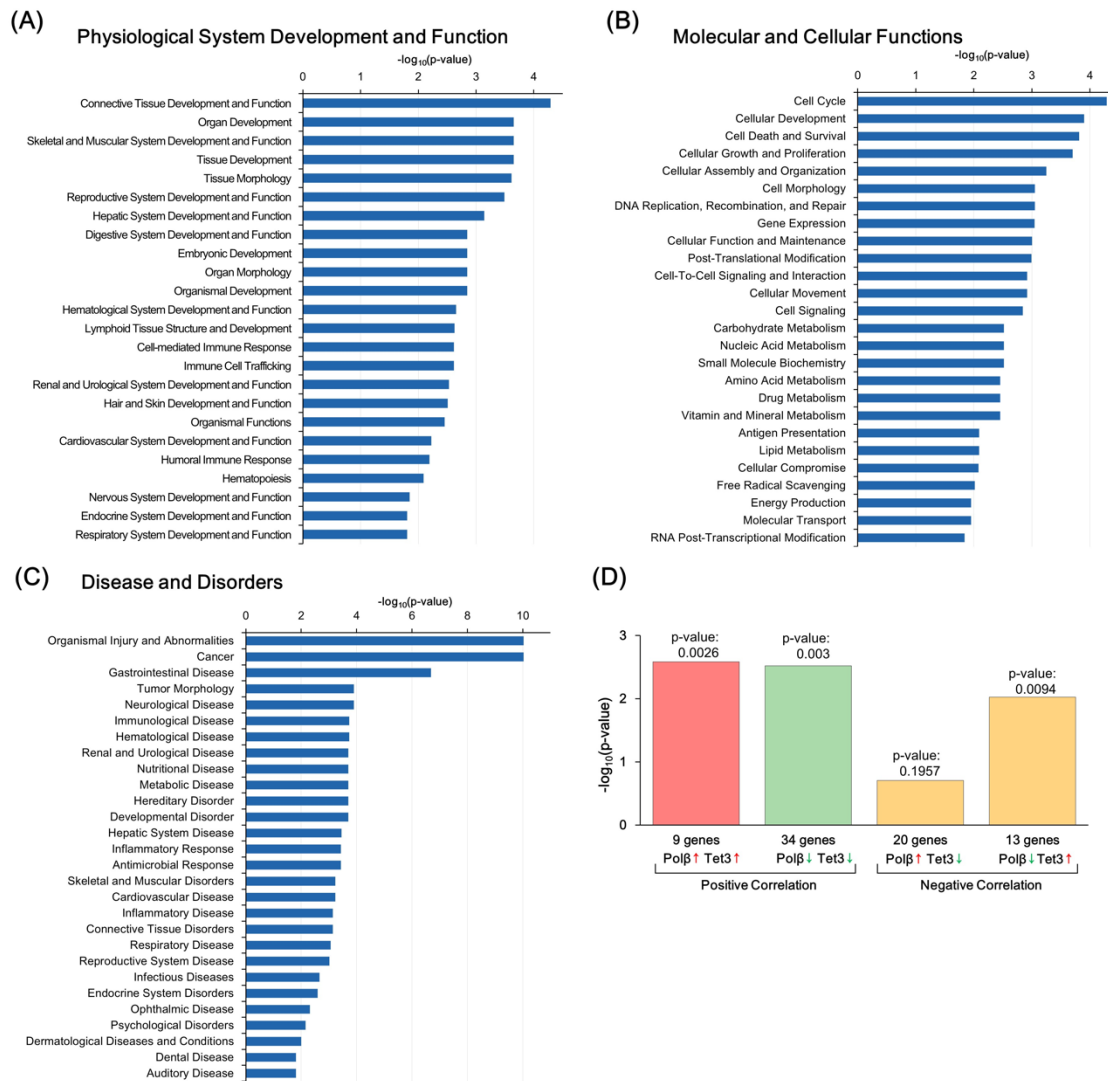 (A)
Physiological System Development and Function
-log10(p-value)
0 1 2 3 4
Connective Tissue Development and Function
Organ Development
Skeletal and Muscular System Development and Function
Tissue Development
Tissue Morphology
Reproductive System Development and Function
Hepatic System Development and Function
Digestive System Development and Function
Embryonic Development
Organ Morphology
Organismal Development
Hematological System Development and Function
Lymphoid Tissue Structure and Development
Cell-mediated Immune Response
Immune Cell Trafficking
Renal and Urological System Development and Function
Hair and Skin Development and Function
Organismal Functions
Cardiovascular System Development and Function
Humoral Immune Response
Hematopoiesis
Nervous System Development and Function
Endocrine System Development and Function
Respiratory System Development and Function
(B)
Molecular and Cellular Functions
-log10(p-value)
0 1 2 3 4
Cell Cycle
Cellular Development
Cell Death and Survival
Cellular Growth and Proliferation
Cellular Assembly and Organization
Cell Morphology
DNA Replication, Recombination, and Repair
Gene Expression
Cellular Function and Maintenance
Post-Translational Modification
Cell-To-Cell Signaling and Interaction
Cellular Movement
Cell Signaling
Carbohydrate Metabolism
Nucleic Acid Metabolism
Small Molecule Biochemistry
Amino Acid Metabolism
Drug Metabolism
Vitamin and Mineral Metabolism
Antigen Presentation
Lipid Metabolism
Cellular Compromise
Free Radical Scavenging
Energy Production
Molecular Transport
RNA Post-Transcriptional Modification
(C)
Disease and Disorders
-log10(p-value)
0 2 4 6 8 10
Organismal Injury and Abnormalities
Cancer
Gastrointestinal Disease
Tumor Morphology
Neurological Disease
Immunological Disease
Hematological Disease
Renal and Urological Disease
Nutritional Disease
Metabolic Disease
Hereditary Disorder
Developmental Disorder
Hepatic System Disease
Inflammatory Response
Antimicrobial Response
Skeletal and Muscular Disorders
Cardiovascular Disease
Inflammatory Disease
Connective Tissue Disorders
Respiratory Disease
Reproductive System Disease
Infectious Diseases
Endocrine System Disorders
Ophthalmic Disease
Psychological Disorders
Dermatological Diseases and Conditions
Dental Disease
Auditory Disease
(D)
-log10(p-value)
3
2
1
0
p-value:
0.0026
p-value:
0.003
p-value:
0.1957
p-value:
0.0094
9 genes 34 genes 20 genes 13 genes
Polβ↑ Tet3↑ Polβ↓ Tet3↓ Polβ↑ Tet3↓ Polβ↓Tet3↑
Positive Correlation Negative Correlation